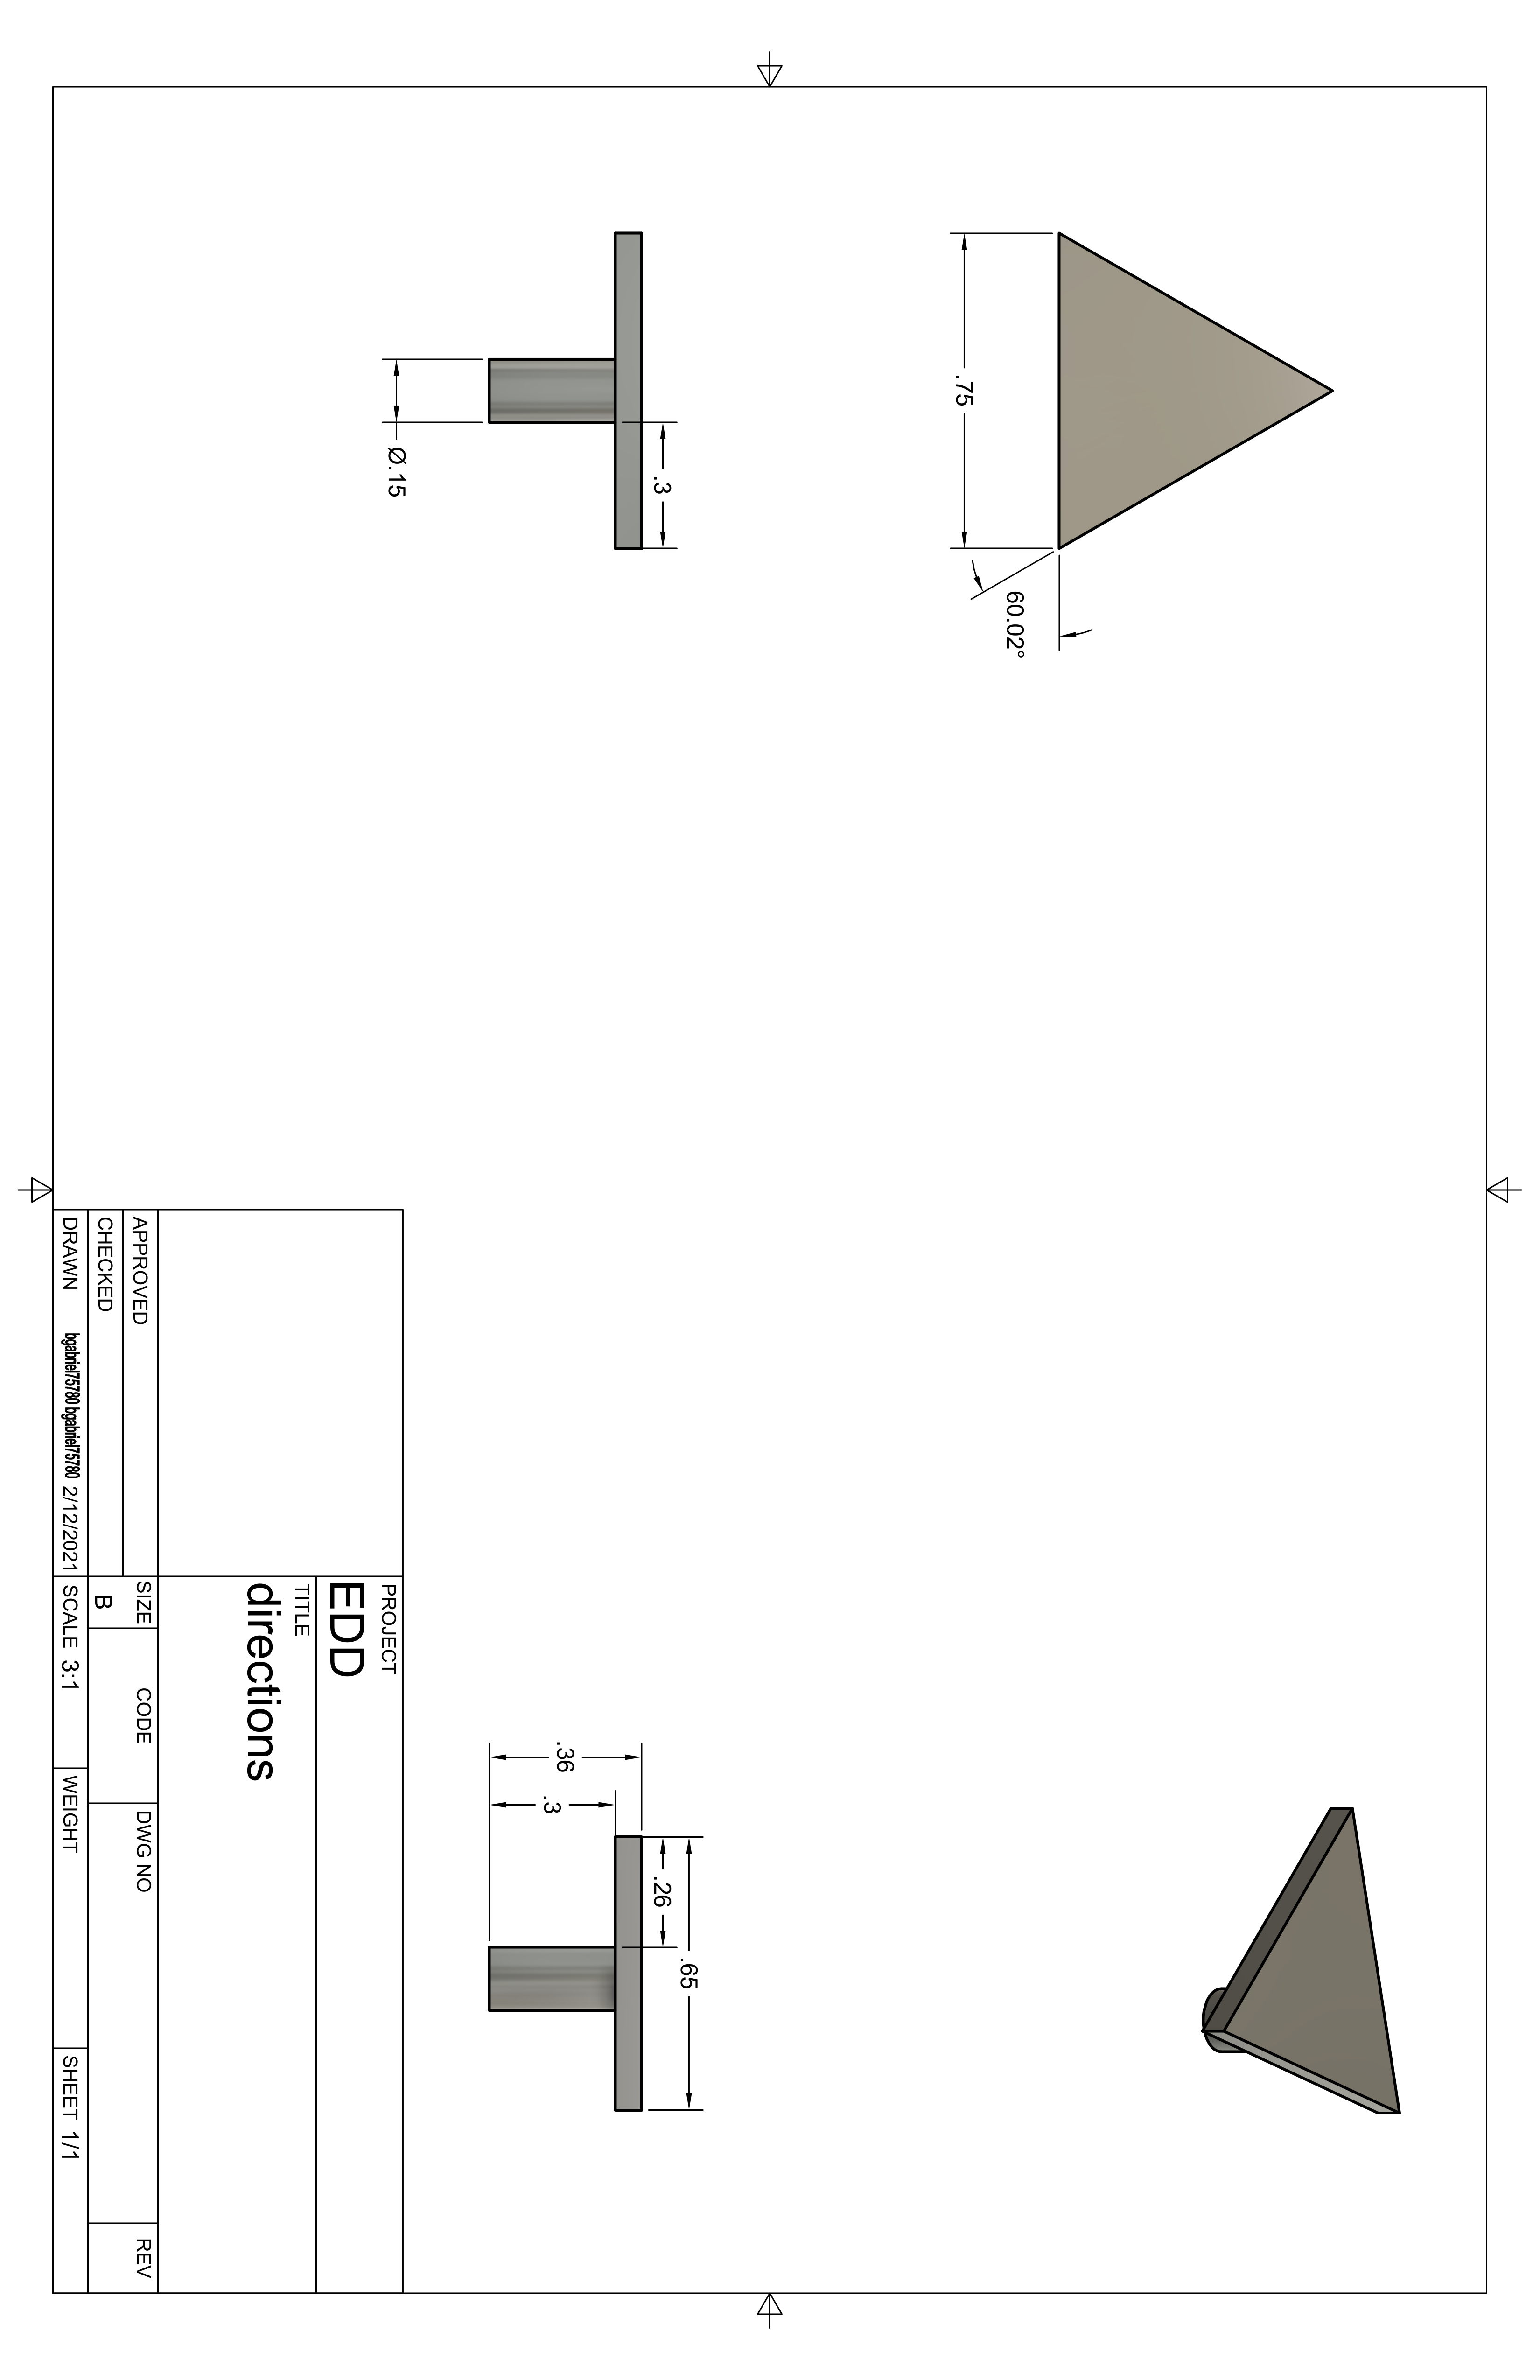 .75
60.02°
.3
Ø.15
.36
.3
.26
.65
PROJECT
EDD
TITLE
directions
APPROVED
CHECKED
DRAWN bgabriel75780 bgabriel75780 2/12/2021
SIZE
B
CODE
DWG NO
REV
SCALE 3:1
WEIGHT
SHEET 1/1